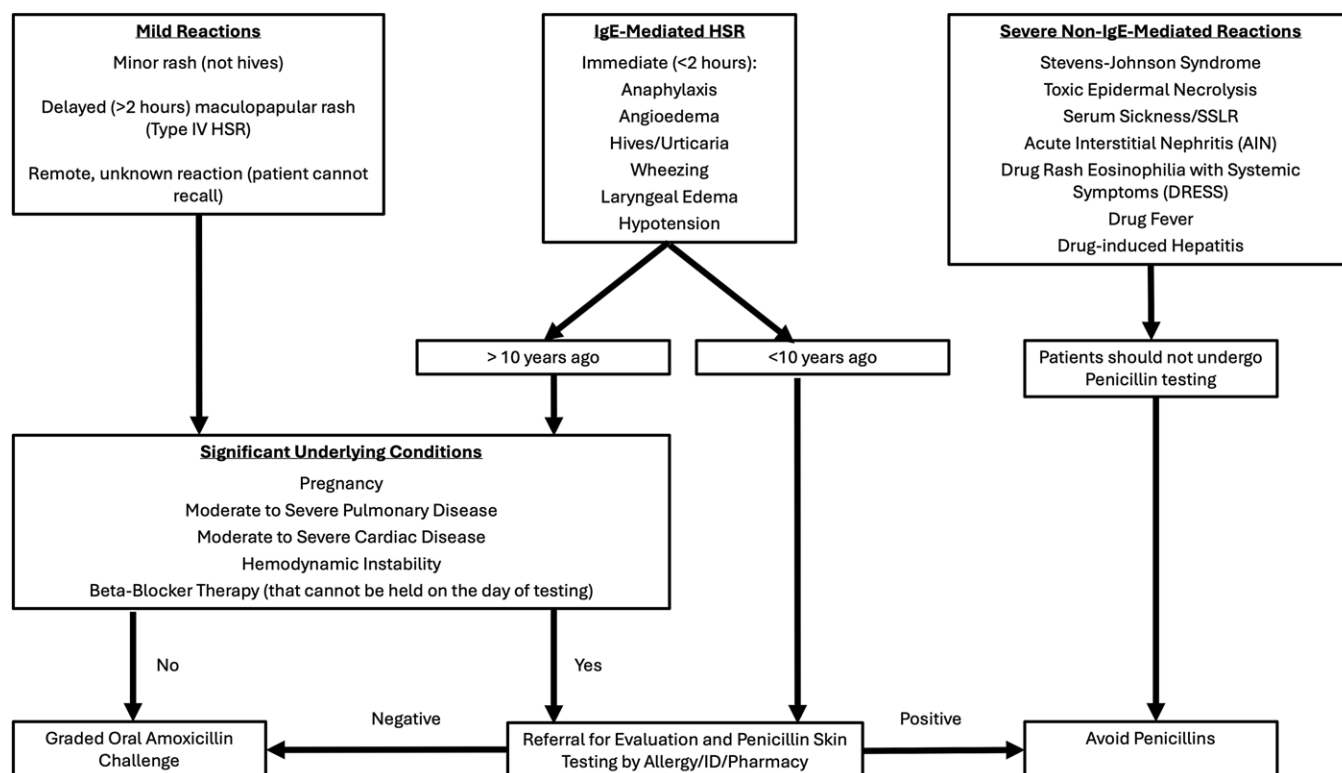 Mild Reactions
Minor rash (not hives)
Delayed (>2 hours) maculopapular rash
(Type IV HSR)
Remote, unknown reaction (patient cannot
recall)
IgE-Mediated HSR
Immediate (<2 hours):
Anaphylaxis
Angioedema
Hives/Urticaria
Wheezing
Laryngeal Edema
Hypotension
Severe Non-IgE-Mediated Reactions
Stevens-Johnson Syndrome
Toxic Epidermal Necrolysis
Serum Sickness/SSLR
Acute Interstitial Nephritis (AIN)
Drug Rash Eosinophilia with Systemic
Symptoms (DRESS)
Drug Fever
Drug-induced Hepatitis
> 10 years ago
<10 years ago
Patients should not undergo
Penicillin testing
Significant Underlying Conditions
Pregnancy
Moderate to Severe Pulmonary Disease
Moderate to Severe Cardiac Disease
Hemodynamic Instability
Beta-Blocker Therapy (that cannot be held on the day of testing)
No
Yes
Negative
Positive
Graded Oral Amoxicillin
Challenge
Referral for Evaluation and Penicillin Skin
Testing by Allergy/ID/Pharmacy
Avoid Penicillins